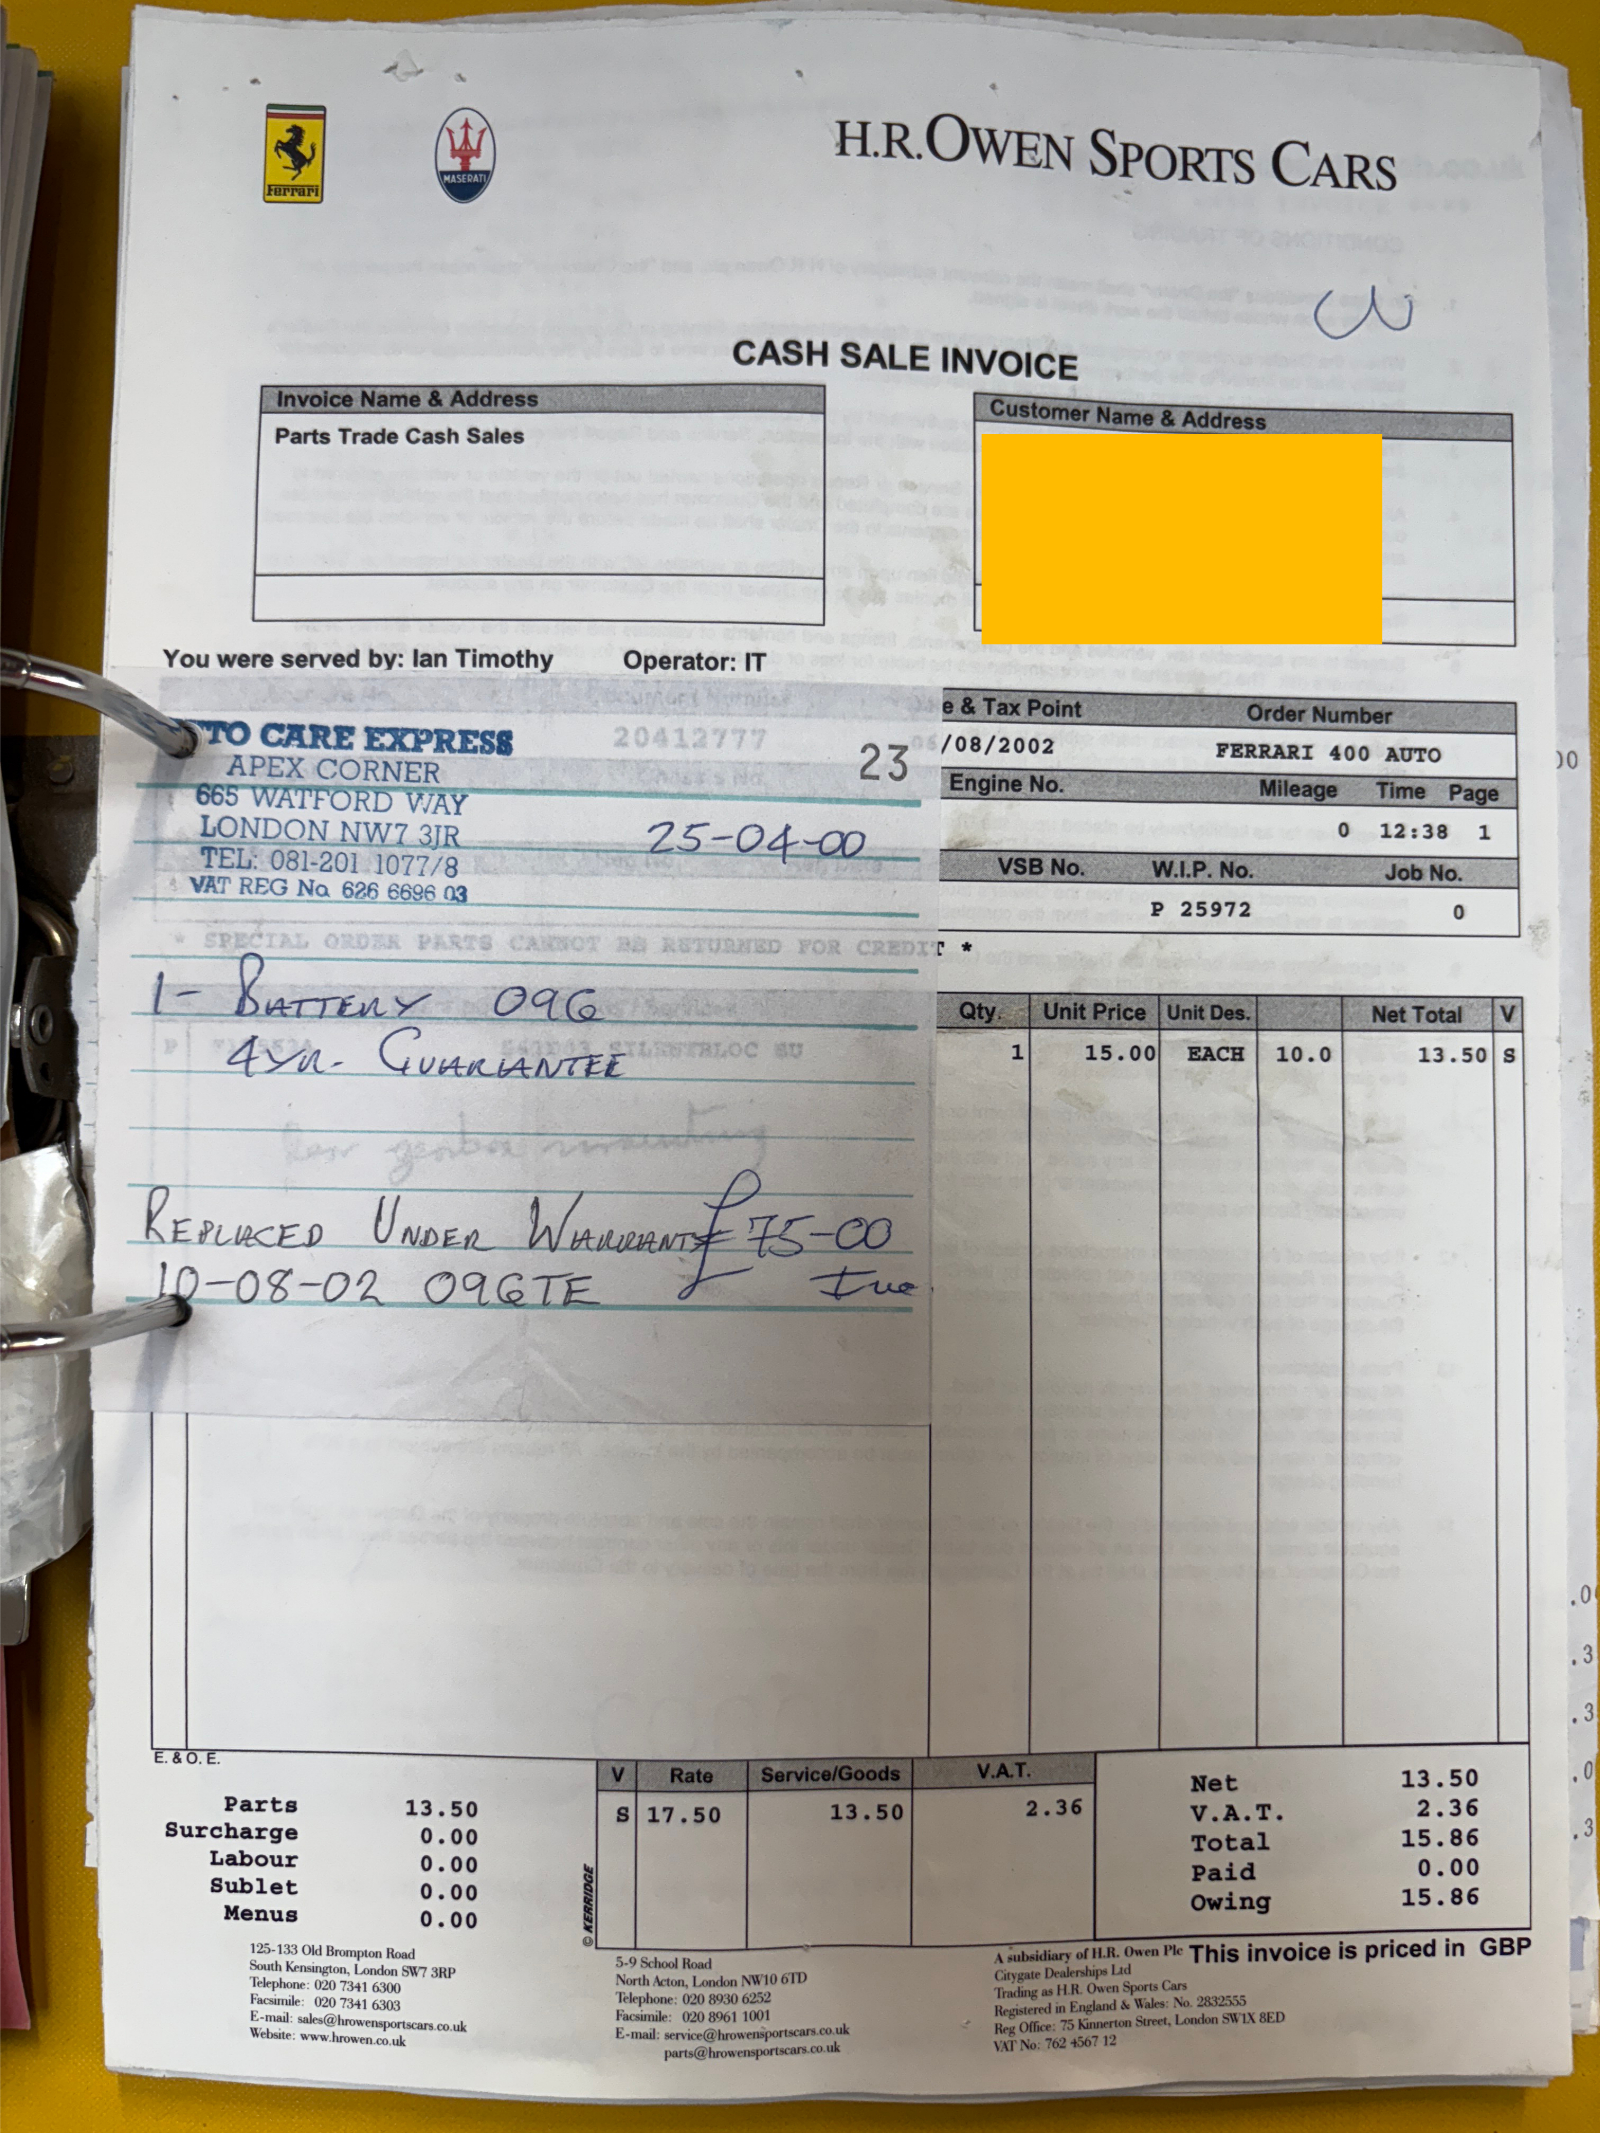 Ferrari
MASERATI
H.R. OWEN SPORTS CARS
CASH SALE INVOICE
Invoice Name & Address
Parts Trade Cash Sales
Customer Name & Address
You were served by: Ian Timothy Operator: IT
e & Tax Point Order Number
/08/2002 FERRARI 400 AUTO
Engine No. Mileage Time Page
0 12:38 1
VSB No. W.I.P. No. Job No.
P 25972 0
TO CARE EXPRESS
APEX CORNER
665 WATFORD WAY
LONDON NW7 3JR
TEL: 081-201 1077/8
VAT REG No. 626 6696 03
20412777
23
25-04-00
* SPECIAL ORDER PARTS CANNOT BE RETURNED FOR CREDIT *
1- BATTERY 096
4 YR- GUARANTEE
REPLACED UNDER WARRANTY £75-00
10-08-02 096TE Inc.
Qty. Unit Price Unit Des. Net Total V
1 15.00 EACH 10.0 13.50 S
E. & O. E.
Parts 13.50
Surcharge 0.00
Labour 0.00
Sublet 0.00
Menus 0.00
© KERRIDGE
V Rate Service/Goods V.A.T.
S 17.50 13.50 2.36
Net 13.50
V.A.T. 2.36
Total 15.86
Paid 0.00
Owing 15.86
This invoice is priced in GBP
125-133 Old Brompton Road
South Kensington, London SW7 3RP
Telephone: 020 7341 6300
Facsimile: 020 7341 6303
E-mail: sales@hrowensportscars.co.uk
Website: www.hrowen.co.uk
5-9 School Road
North Acton, London NW10 6TD
Telephone: 020 8930 6252
Facsimile: 020 8961 1001
E-mail: service@hrowensportscars.co.uk
parts@hrowensportscars.co.uk
A subsidiary of H.R. Owen Plc
Citygate Dealerships Ltd
Trading as H.R. Owen Sports Cars
Registered in England & Wales: No. 2832555
Reg Office: 75 Kinnerton Street, London SW1X 8ED
VAT No: 762 4567 12